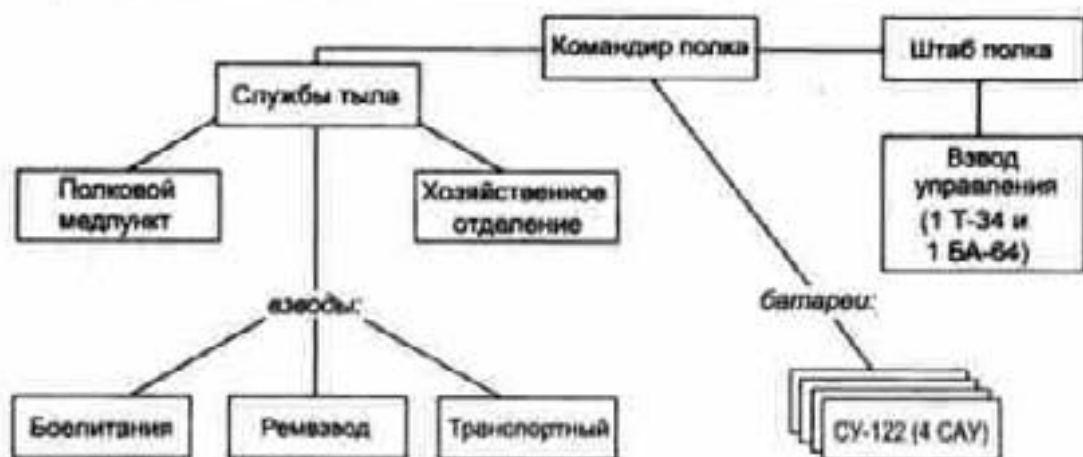 Командир полка
Штаб полка
Службы тыла
Полковой
медпункт
Хозяйственное
отделение
Взвод
управления
(1 Т-34 и
1 БА-64)
взводы:
батареи:
Боепитания
Ремвзвод
Транспортный
СУ-122 (4 САУ)